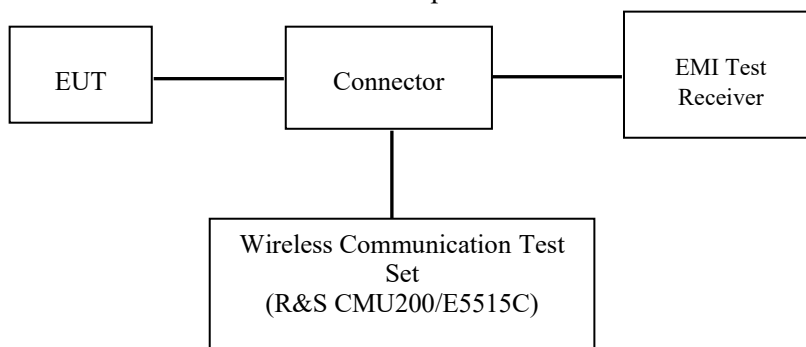 EUT
Connector
EMI Test
Receiver
Wireless Communication Test
Set
(R&S CMU200/E5515C)